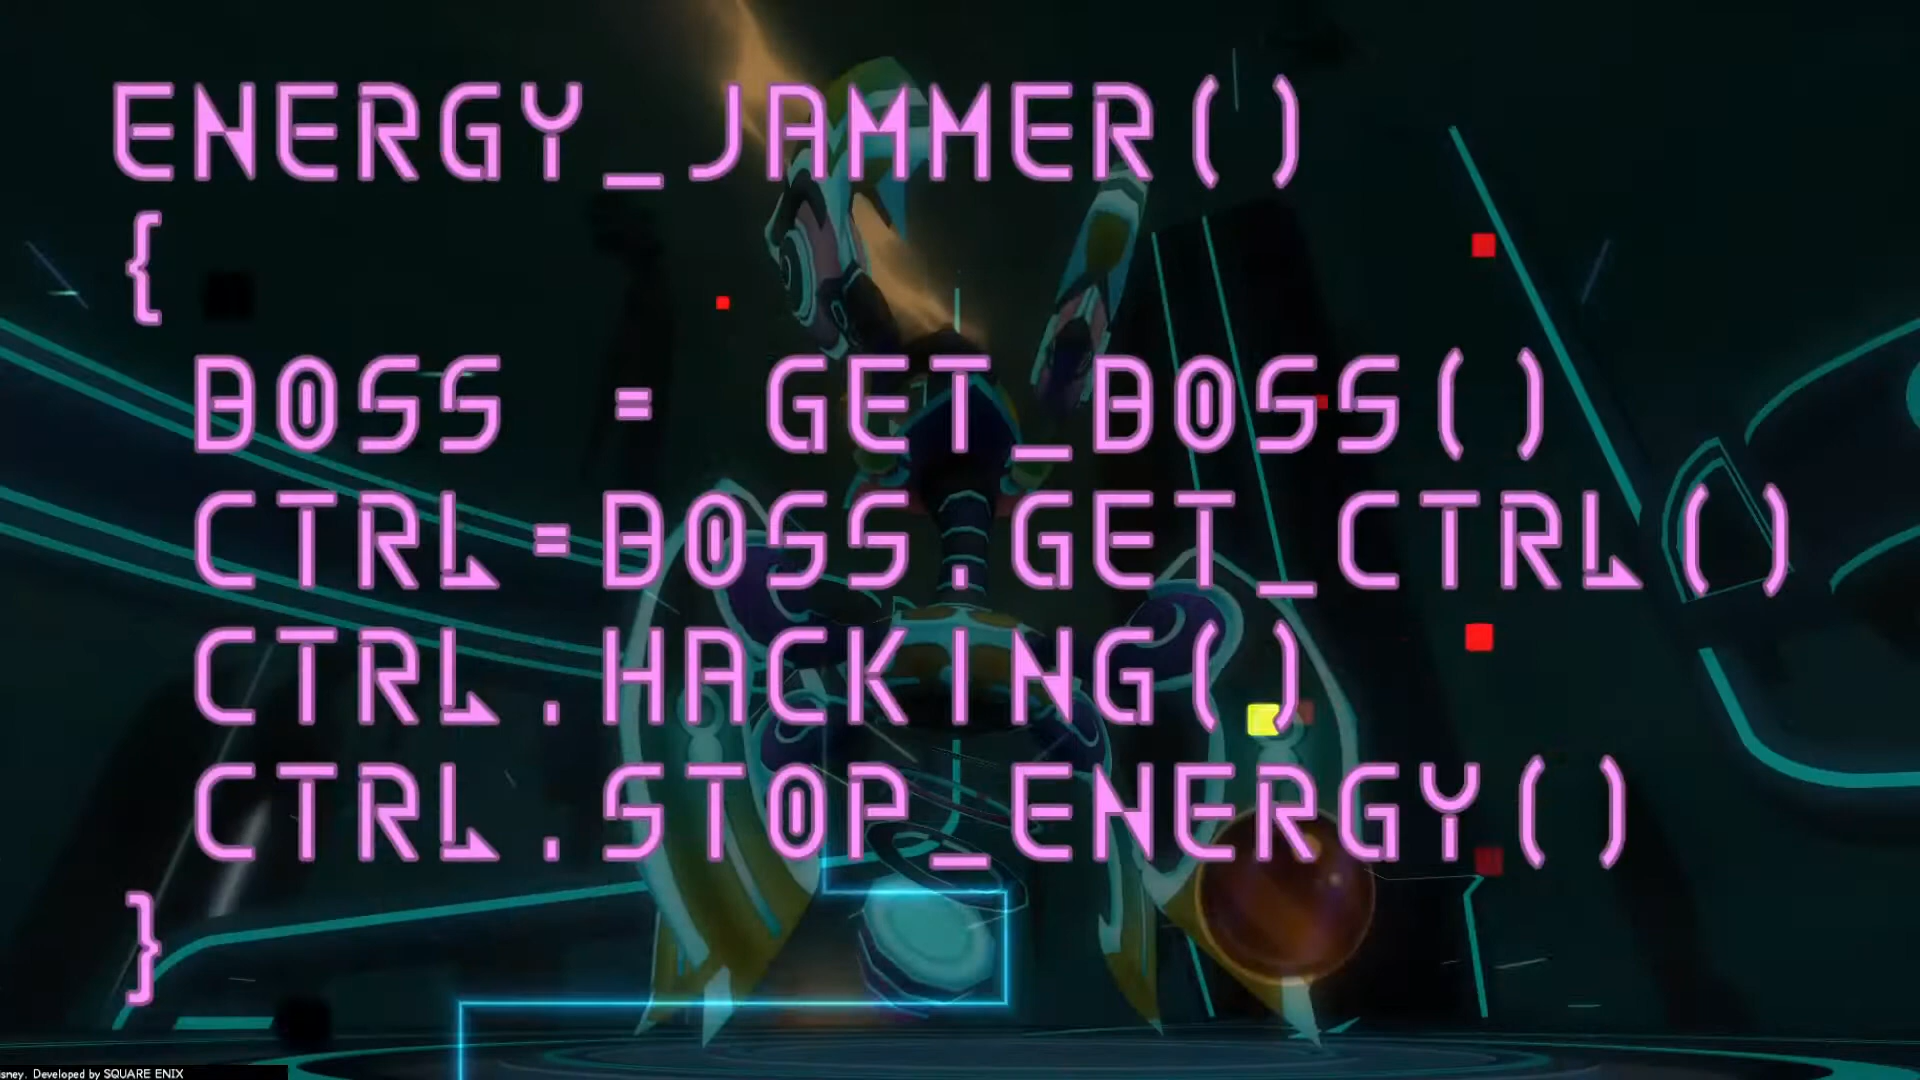 ENERGY_JAMMER()
{
BOSS = GET_BOSS()
CTRL=BOSS.GET_CTRL()
CTRL.HACKING()
CTRL.STOP_ENERGY()
}
sney. Developed by SQUARE ENIX